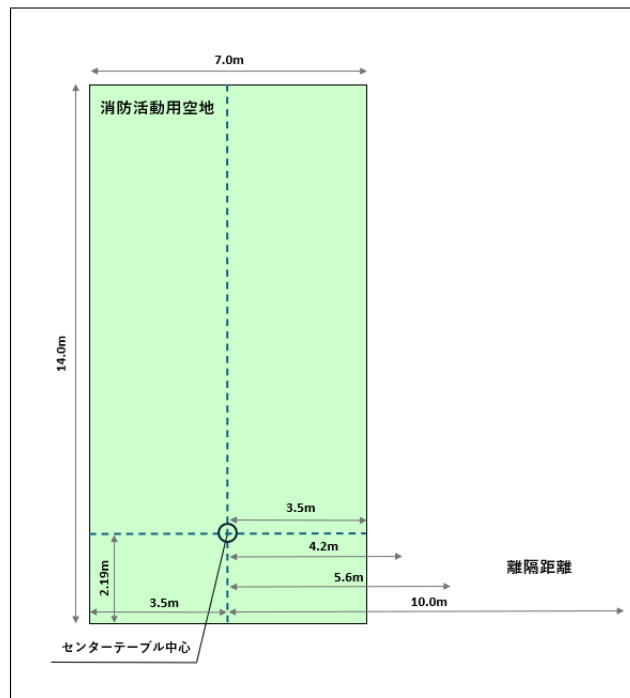 7.0m
消防活動用空地
14.0m
3.5m
4.2m
2.19m
5.6m
離隔距離
3.5m
10.0m
センターテーブル中心